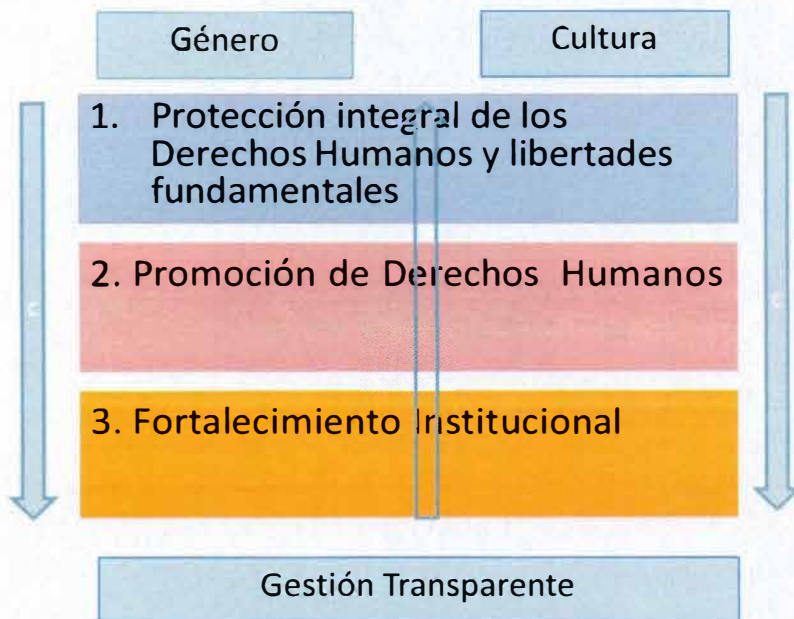 Género
Cultura
1. Protección integral de los
Derechos Humanos y libertades
fundamentales
2. Promoción de Derechos Humanos
3. Fortalecimiento Institucional
Gestión Transparente